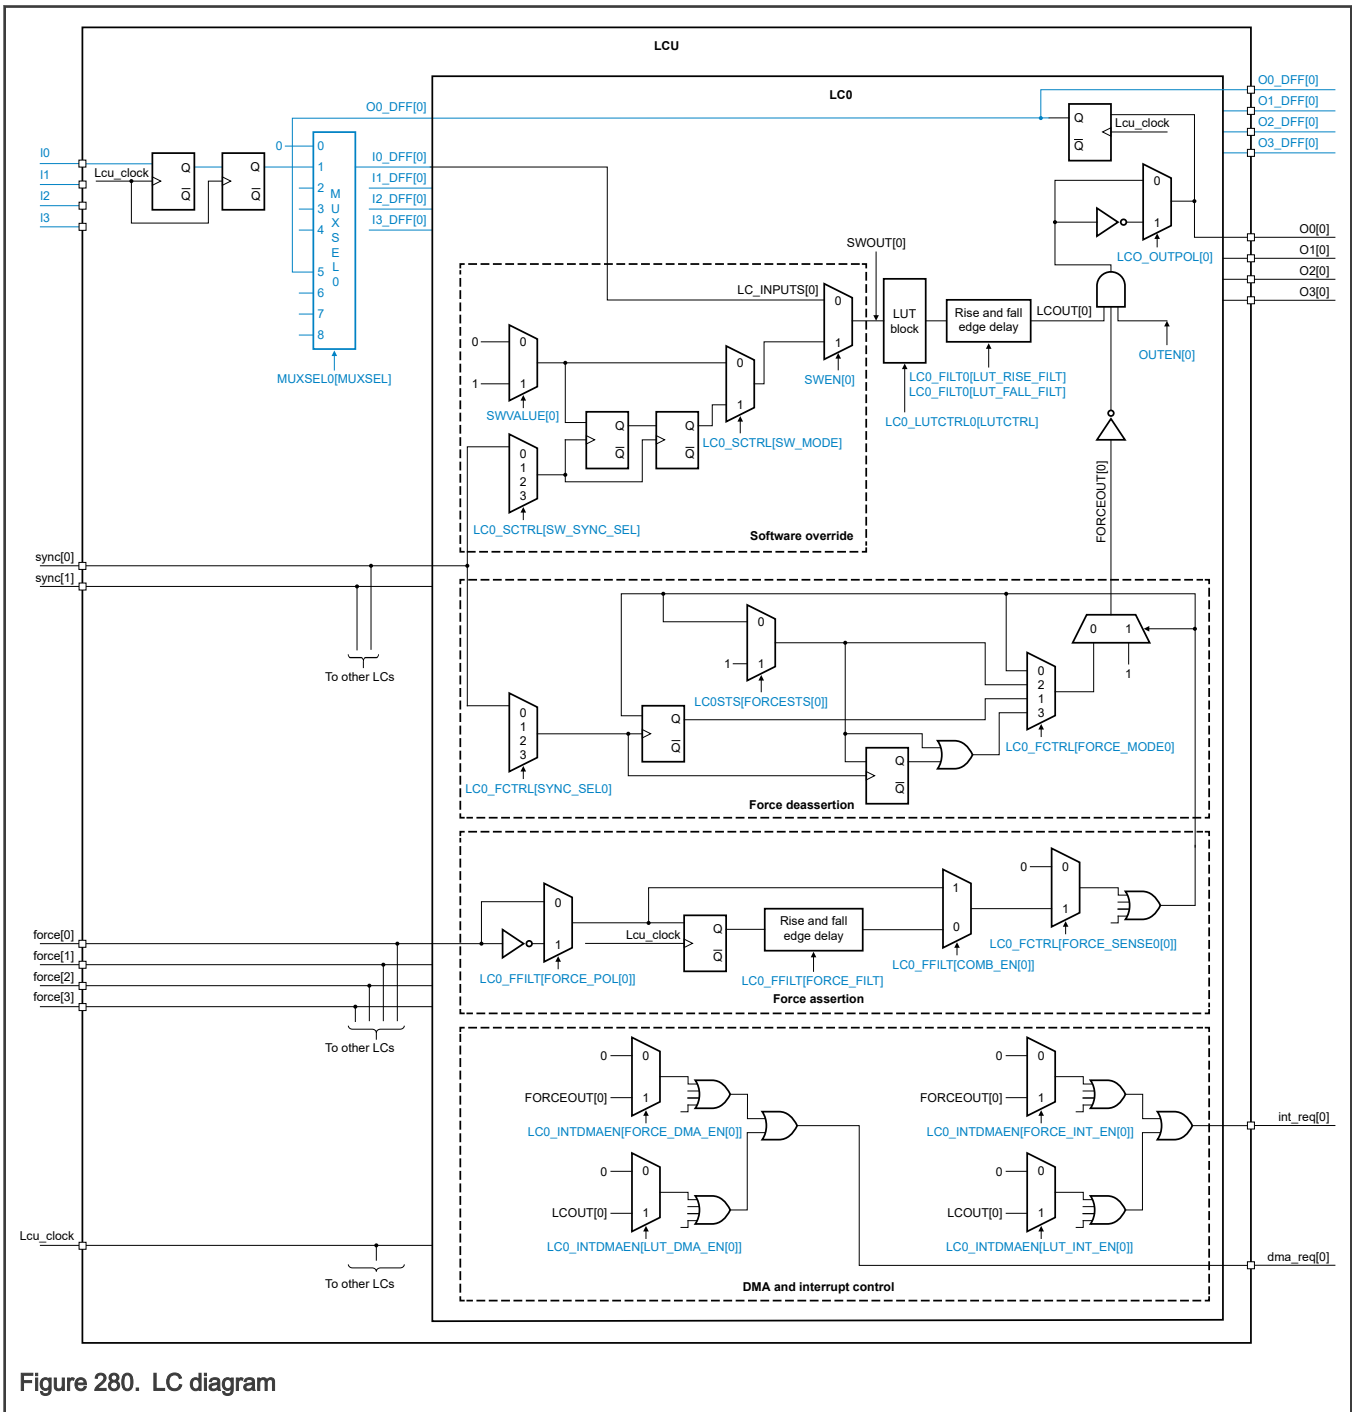 LCU
LC0
O0_DFF[0]
O0_DFF[0]
O1_DFF[0]
O2_DFF[0]
O3_DFF[0]
Q
Q
Lcu_clock
I0
I1
I2
I3
Lcu_clock
Q
Q
Q
Q
0
0
1
2
3
4
5
6
7
8
M
U
X
S
E
L
0
MUXSEL0[MUXSEL]
I0_DFF[0]
I1_DFF[0]
I2_DFF[0]
I3_DFF[0]
0
1
LCO_OUTPOL[0]
O0[0]
O1[0]
O2[0]
O3[0]
SWOUT[0]
LC_INPUTS[0]
0
1
SWEN[0]
LUT
block
Rise and fall
edge delay
LCOUT[0]
OUTEN[0]
LC0_FILT0[LUT_RISE_FILT]
LC0_FILT0[LUT_FALL_FILT]
LC0_LUTCTRL0[LUTCTRL]
0
1
0
1
SWVALUE[0]
0
1
LC0_SCTRL[SW_MODE]
Q
Q
Q
Q
0
1
2
3
LC0_SCTRL[SW_SYNC_SEL]
Software override
FORCEOUT[0]
sync[0]
sync[1]
To other LCs
0
1
1
LC0STS[FORCESTS[0]]
0
1
1
0
2
1
3
LC0_FCTRL[FORCE_MODE0]
Q
Q
Q
Q
0
1
2
3
LC0_FCTRL[SYNC_SEL0]
Force deassertion
force[0]
force[1]
force[2]
force[3]
To other LCs
0
1
LC0_FFILT[FORCE_POL[0]]
Lcu_clock
Q
Q
Rise and fall
edge delay
LC0_FFILT[FORCE_FILT]
1
0
LC0_FFILT[COMB_EN[0]]
0
0
1
LC0_FCTRL[FORCE_SENSE0[0]]
Force assertion
0
0
FORCEOUT[0]
1
LC0_INTDMAEN[FORCE_DMA_EN[0]]
0
0
LCOUT[0]
1
LC0_INTDMAEN[LUT_DMA_EN[0]]
0
0
FORCEOUT[0]
1
LC0_INTDMAEN[FORCE_INT_EN[0]]
0
0
LCOUT[0]
1
LC0_INTDMAEN[LUT_INT_EN[0]]
int_req[0]
dma_req[0]
DMA and interrupt control
Lcu_clock
To other LCs
Figure 280. LC diagram